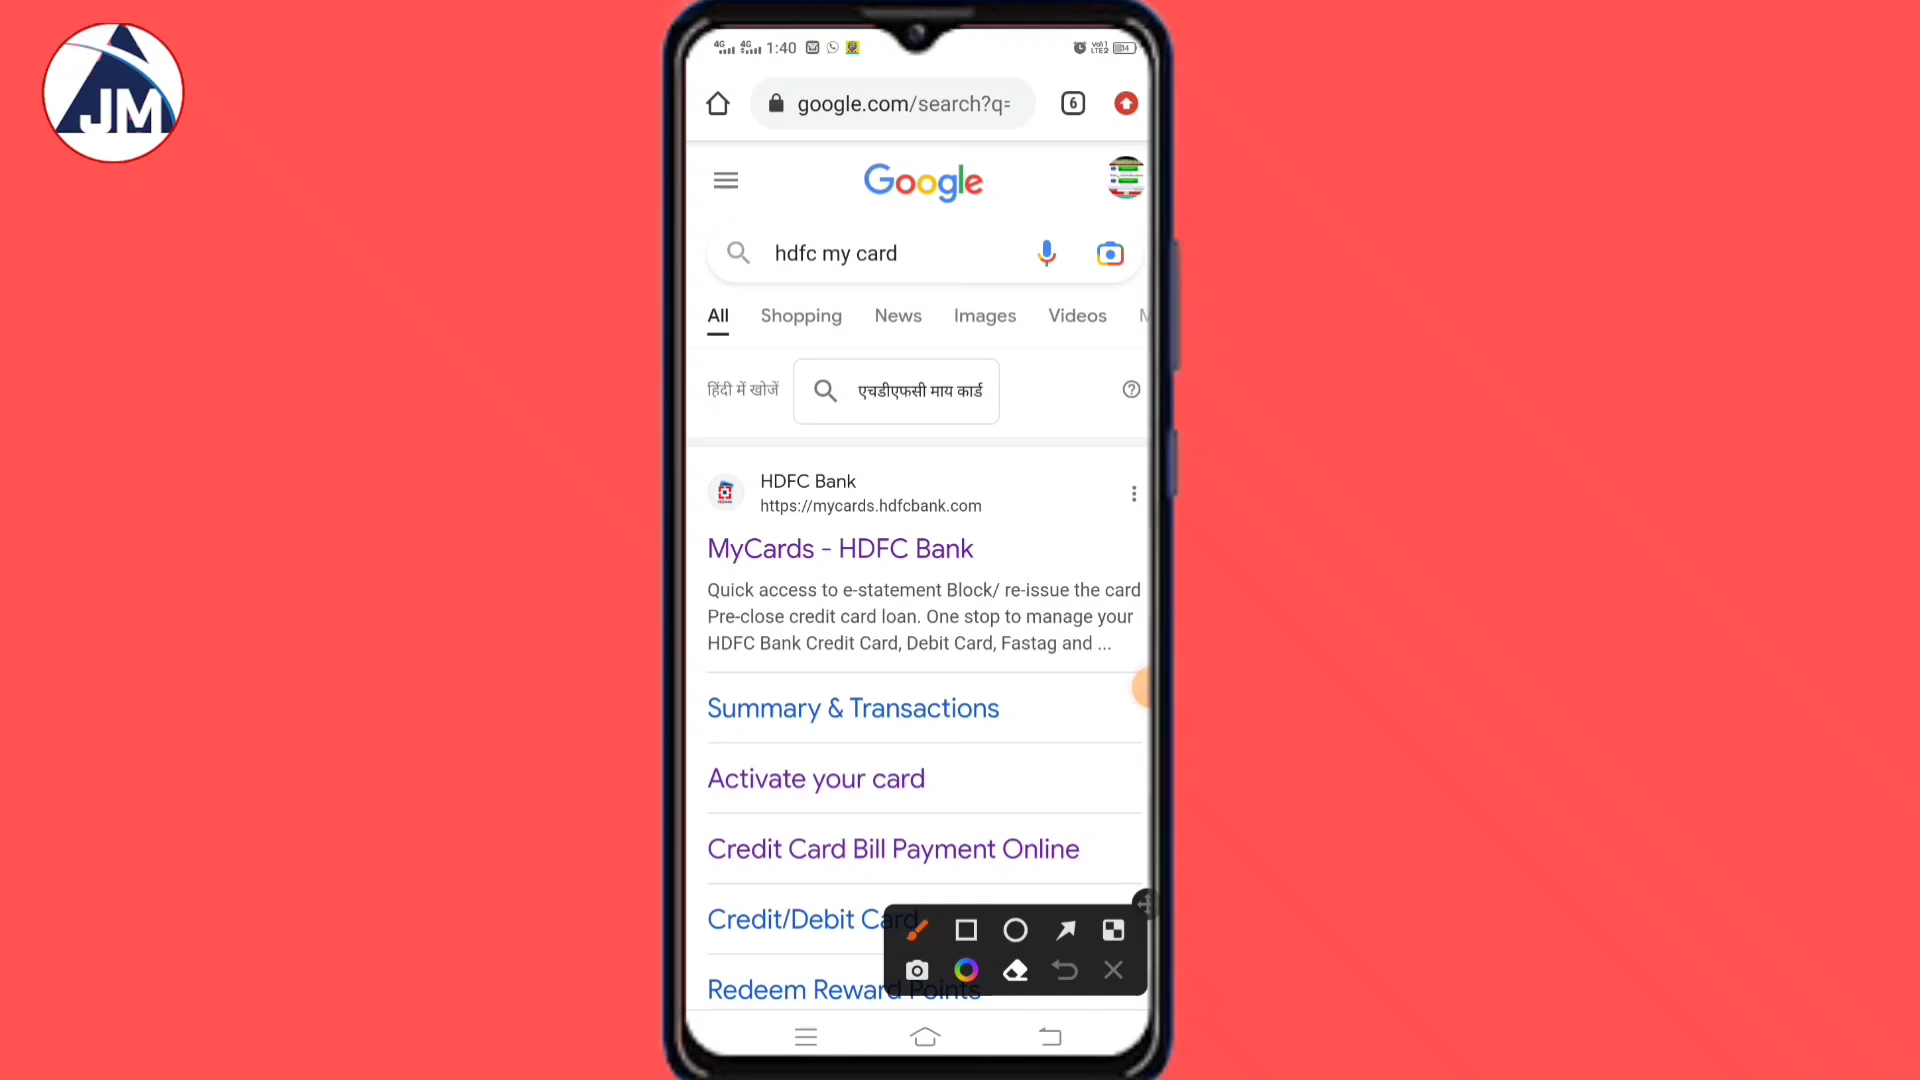 JM
4G 4G 1:40
google.com/search?q=
6
Google
hdfc my card
All Shopping News Images Videos
हिंदी में खोजें एचडीएफसी माय कार्ड
HDFC Bank
https://mycards.hdfcbank.com
MyCards - HDFC Bank
Quick access to e-statement Block/ re-issue the card
Pre-close credit card loan. One stop to manage your
HDFC Bank Credit Card, Debit Card, Fastag and ...
Summary & Transactions
Activate your card
Credit Card Bill Payment Online
Credit/Debit Card
Redeem Reward Points